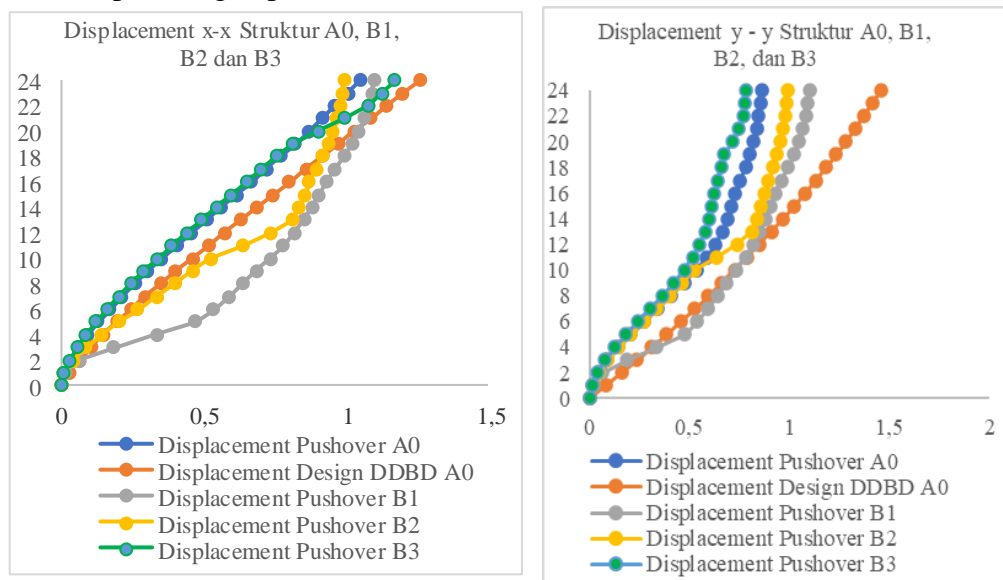 Displacement x-x Struktur A0, B1,
B2 dan B3
24
22
20
18
16
14
12
10
8
6
4
2
0
0
0,5
1
1,5
Displacement Pushover A0
Displacement Design DDBD A0
Displacement Pushover B1
Displacement Pushover B2
Displacement Pushover B3
Displacement y - y Struktur A0, B1,
B2, dan B3
24
22
20
18
16
14
12
10
8
6
4
2
0
0
0,5
1
1,5
2
Displacement Pushover A0
Displacement Design DDBD A0
Displacement Pushover B1
Displacement Pushover B2
Displacement Pushover B3